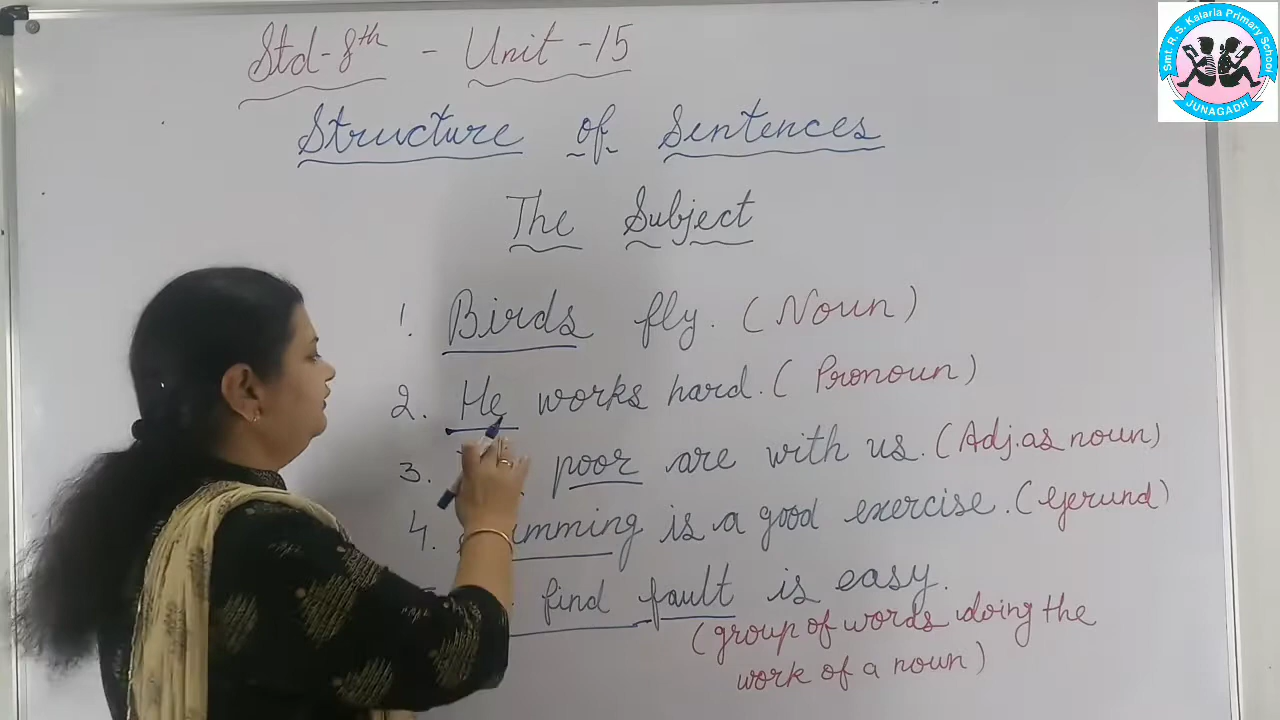 Std-8th - Unit-15
Structure of Sentences
The Subject
1. Birds fly. (Noun)
2. He works hard. (Pronoun)
3. poor are with us. (Adj. as noun)
4. is a good exercise. (Gerund)
find fault is easy.
(group of words doing the
work of a noun)
Smt. R. S. Kalaria Primary School
JUNAGADH